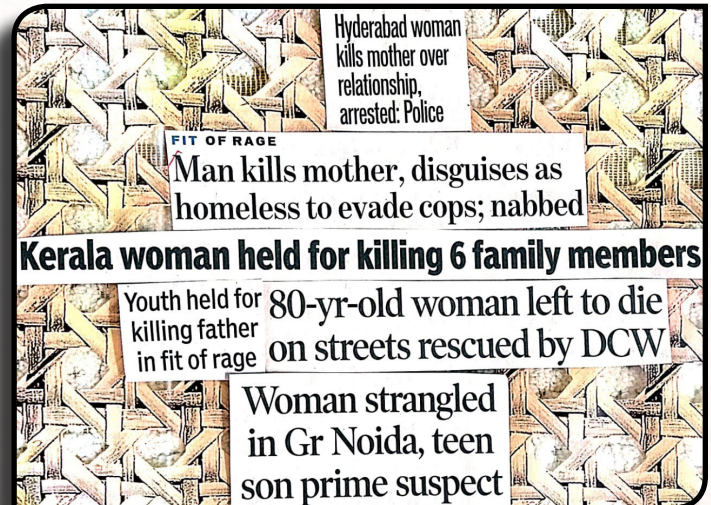 Hyderabad woman
kills mother over
relationship,
arrested: Police
FIT OF RAGE
Man kills mother, disguises as
homeless to evade cops; nabbed
Kerala woman held for killing 6 family members
Youth held for
killing father
in fit of rage
80-yr-old woman left to die
on streets rescued by DCW
Woman strangled
in Gr Noida, teen
son prime suspect